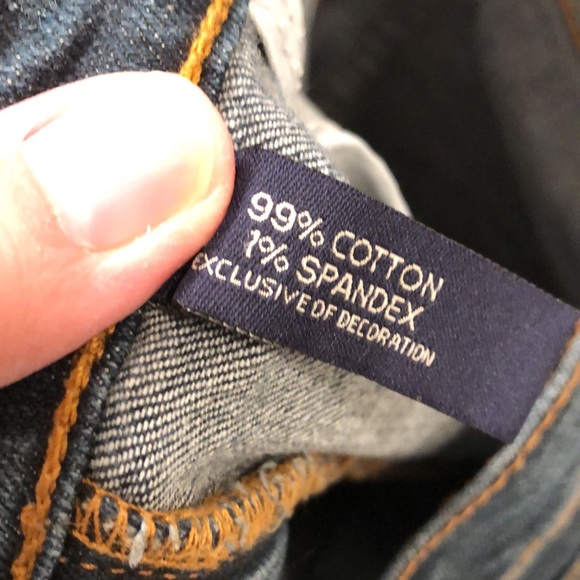 99% COTTON
1% SPANDEX
EXCLUSIVE OF DECORATION